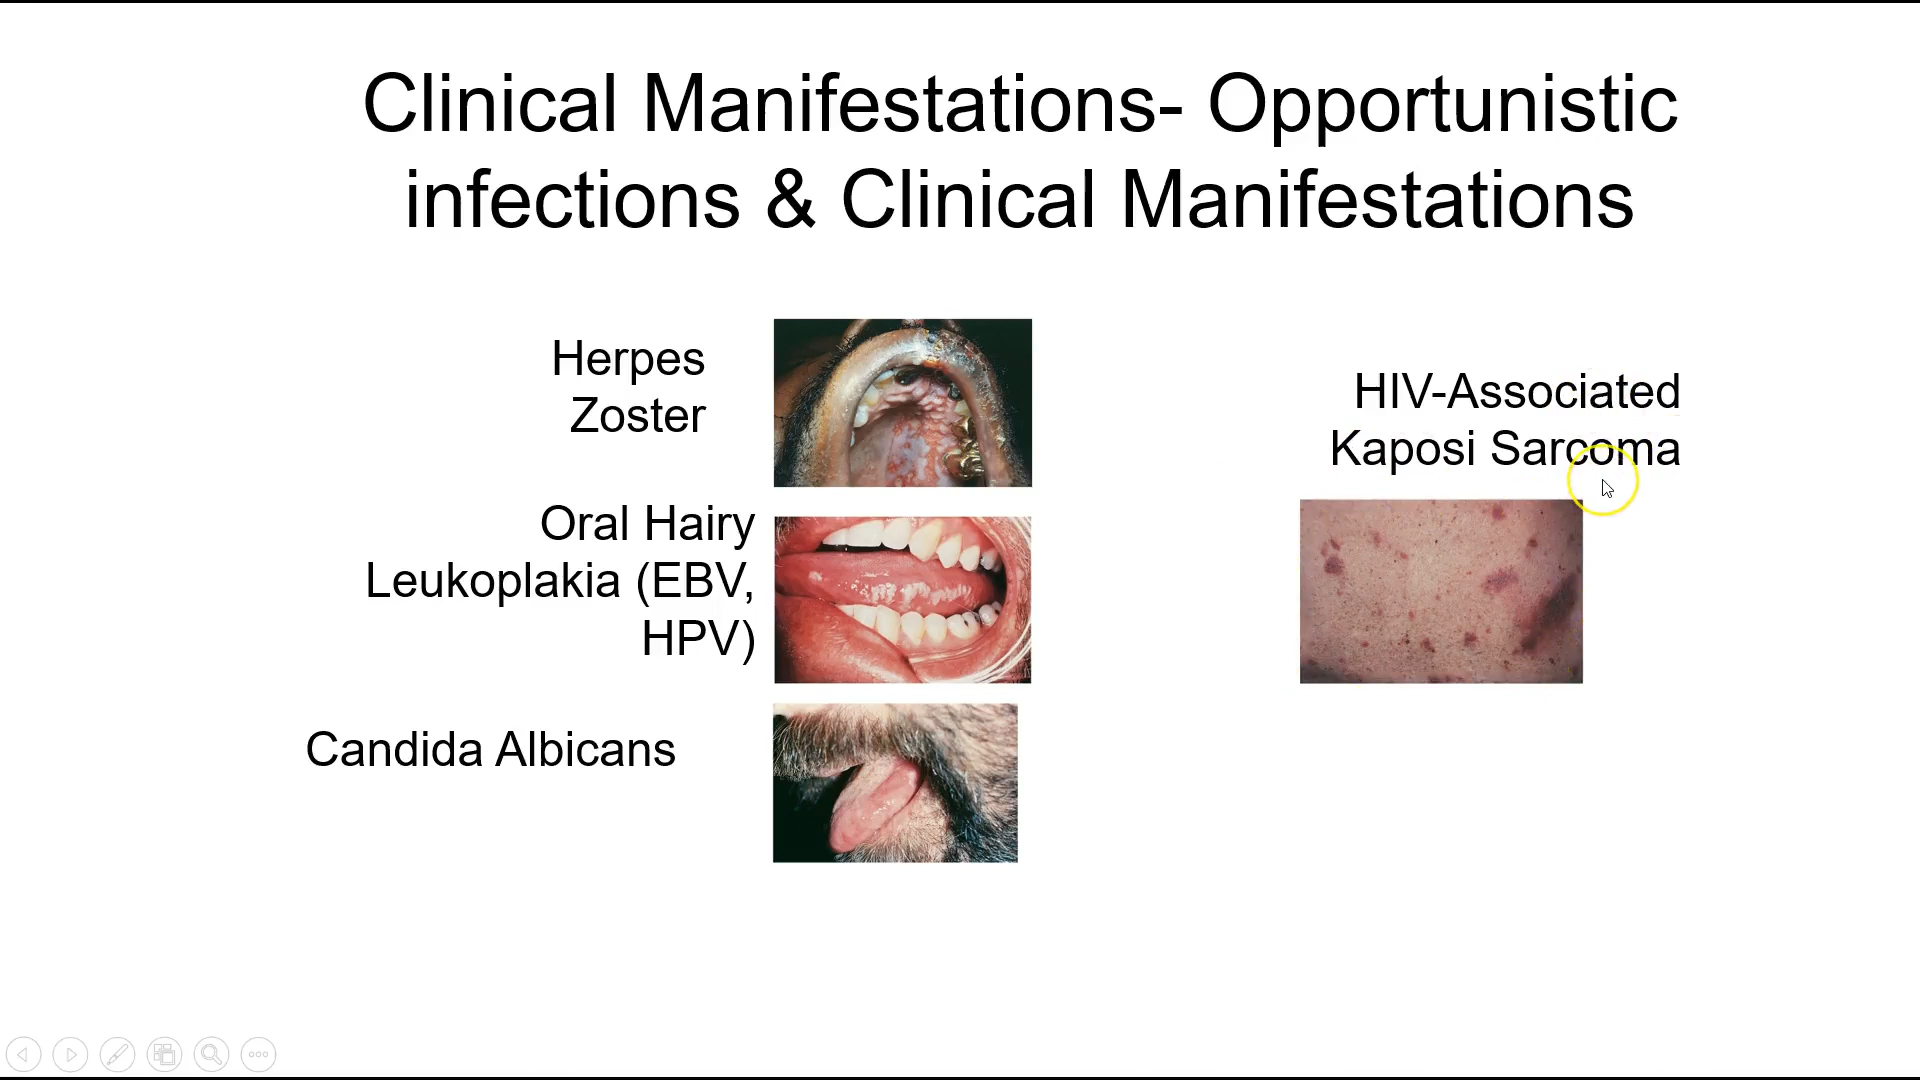 Clinical Manifestations- Opportunistic
infections & Clinical Manifestations
Herpes
Zoster
Oral Hairy
Leukoplakia (EBV,
HPV)
Candida Albicans
HIV-Associated
Kaposi Sarcoma